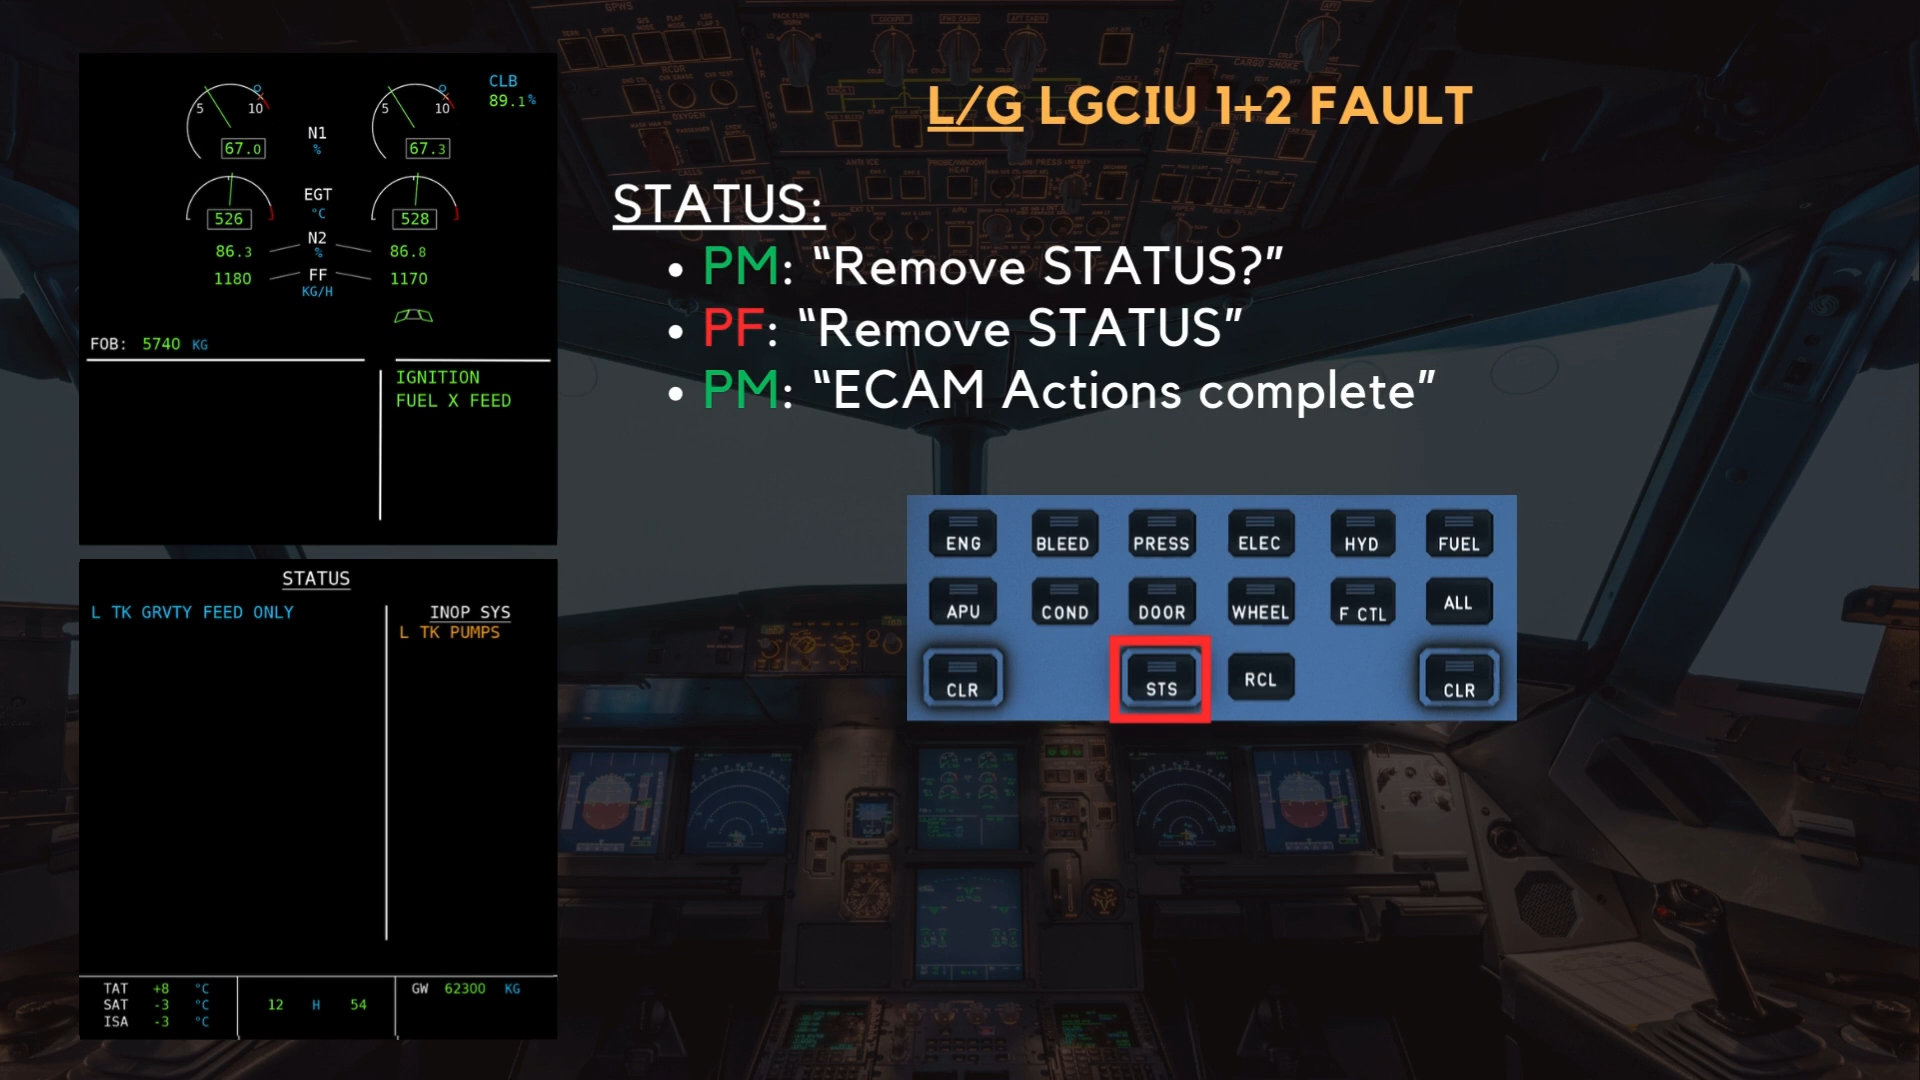 L/G LGCIU 1+2 FAULT
STATUS:
• PM: “Remove STATUS?”
• PF: “Remove STATUS”
• PM: “ECAM Actions complete”
CLB
89.1%
5 10
5 10
67.0 N1 67.3
%
EGT
526 °C 528
N2
86.3 % 86.8
FF
1180 1170
KG/H
FOB: 5740 KG
IGNITION
FUEL X FEED
STATUS
L TK GRVTY FEED ONLY
INOP SYS
L TK PUMPS
TAT +8 °C
SAT -3 °C
ISA -3 °C
12 H 54
GW 62300 KG
ENG BLEED PRESS ELEC HYD FUEL
APU COND DOOR WHEEL F CTL ALL
CLR STS RCL CLR